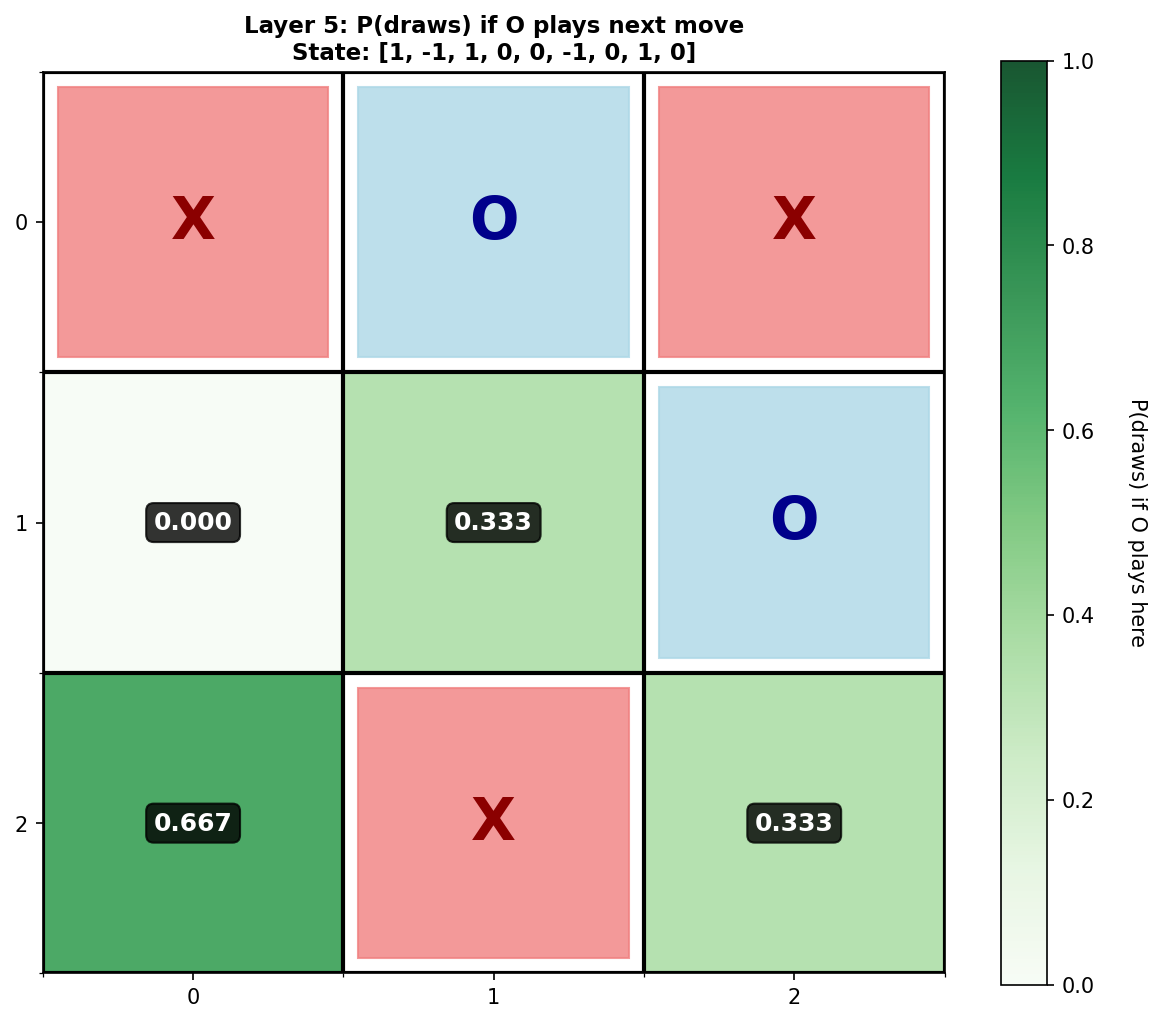 Layer 5: P(draws) if O plays next move
State: [1, -1, 1, 0, 0, -1, 0, 1, 0]
X
O
X
0
0.000
0.333
O
1
0.667
X
0.333
2
0
1
2
1.0
0.8
0.6
0.4
0.2
0.0
P(draws) if O plays here